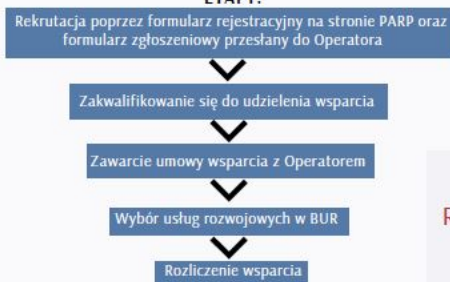 Rekrutacja poprzez formularz rejestracyjny na stronie PARP oraz
formularz zgłoszeniowy przesłany do Operatora
Zakwalifikowanie się do udzielenia wsparcia
Zawarcie umowy wsparcia z Operatorem
Wybór usług rozwojowych w BUR
Rozliczenie wsparcia